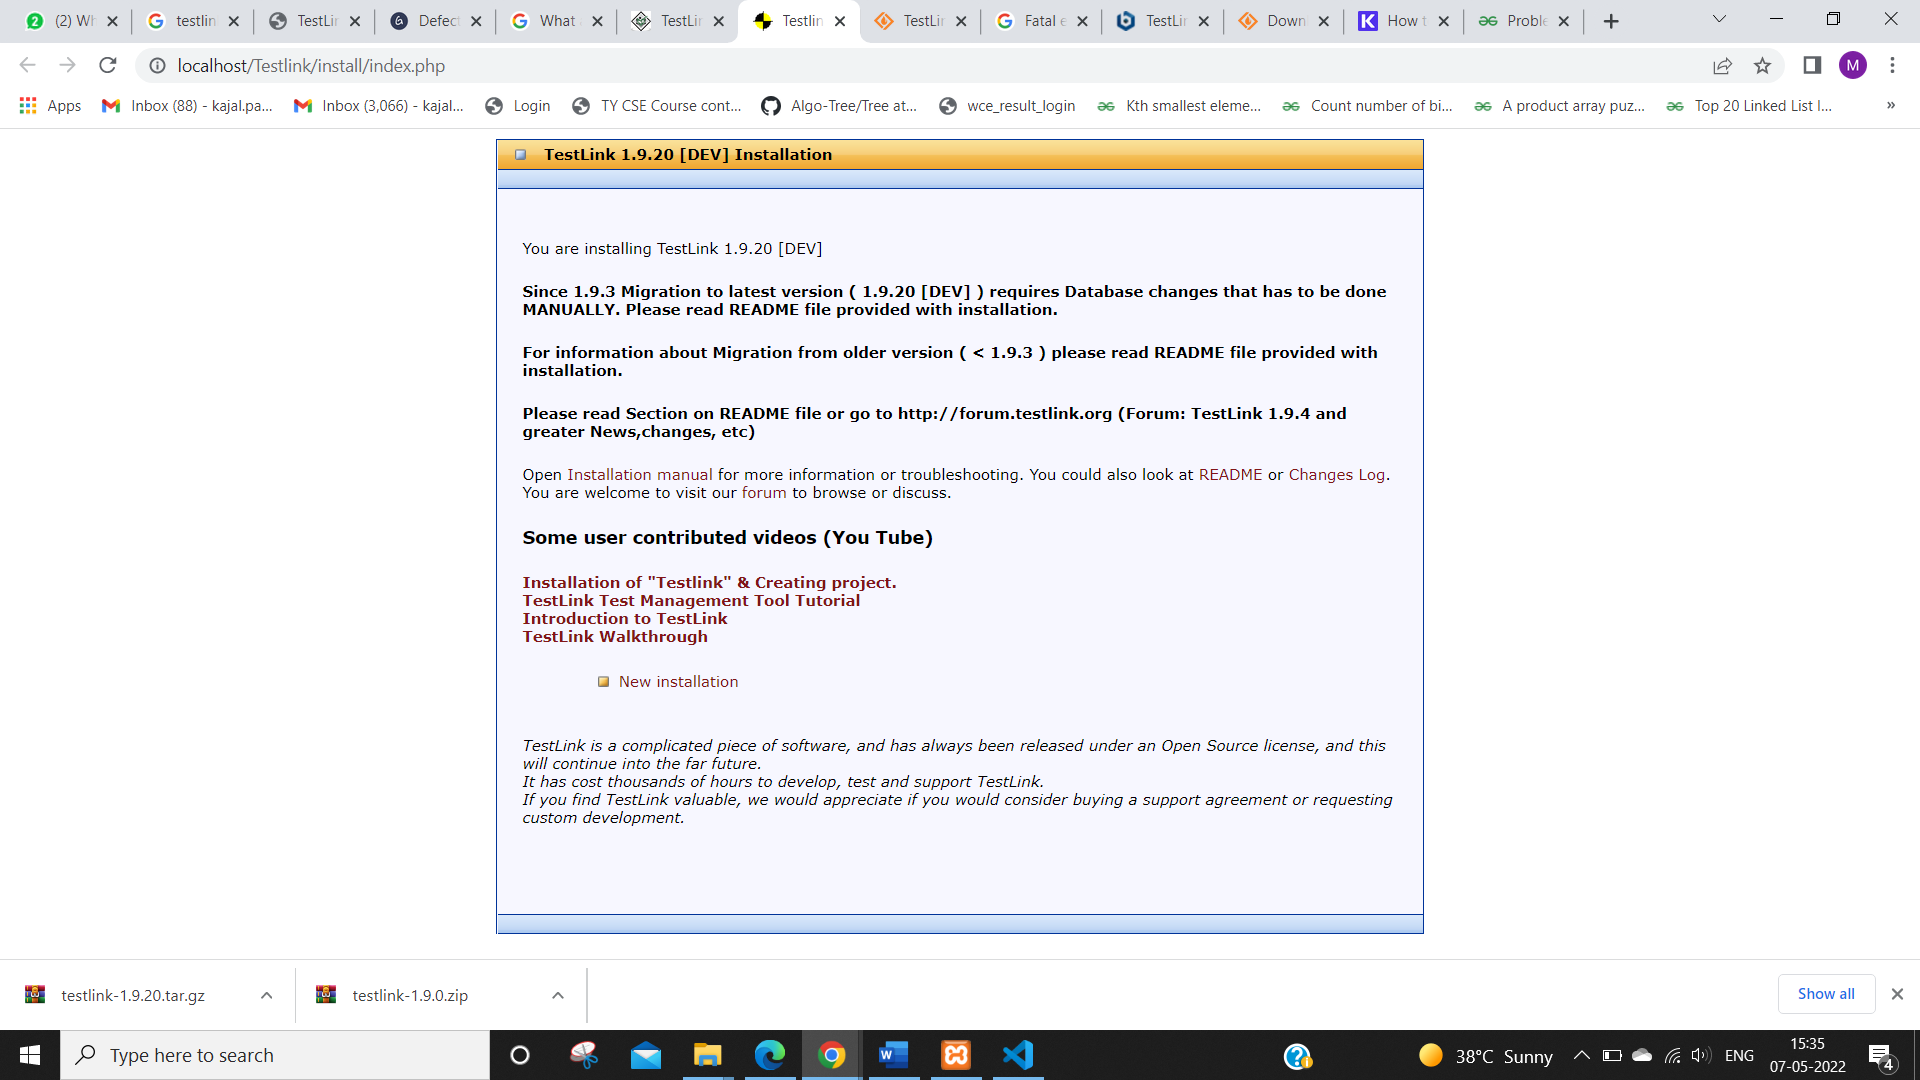 (2) Wh
testlin
TestLin
Defect
What
TestLin
Testlin
TestLin
Fatal e
TestLin
Down
How t
Proble
localhost/Testlink/install/index.php
M
Apps
Inbox (88) - kajal.pa...
Inbox (3,066) - kajal...
Login
TY CSE Course cont...
Algo-Tree/Tree at...
wce_result_login
Kth smallest eleme...
Count number of bi...
A product array puz...
Top 20 Linked List I...
»
TestLink 1.9.20 [DEV] Installation
You are installing TestLink 1.9.20 [DEV]
Since 1.9.3 Migration to latest version ( 1.9.20 [DEV] ) requires Database changes that has to be done
MANUALLY. Please read README file provided with installation.
For information about Migration from older version ( < 1.9.3 ) please read README file provided with
installation.
Please read Section on README file or go to http://forum.testlink.org (Forum: TestLink 1.9.4 and
greater News,changes, etc)
Open Installation manual for more information or troubleshooting. You could also look at README or Changes Log.
You are welcome to visit our forum to browse or discuss.
Some user contributed videos (You Tube)
Installation of "Testlink" & Creating project.
TestLink Test Management Tool Tutorial
Introduction to TestLink
TestLink Walkthrough
New installation
TestLink is a complicated piece of software, and has always been released under an Open Source license, and this
will continue into the far future.
It has cost thousands of hours to develop, test and support TestLink.
If you find TestLink valuable, we would appreciate if you would consider buying a support agreement or requesting
custom development.
testlink-1.9.20.tar.gz
testlink-1.9.0.zip
Show all
Type here to search
38°C Sunny
ENG
15:35
07-05-2022
4